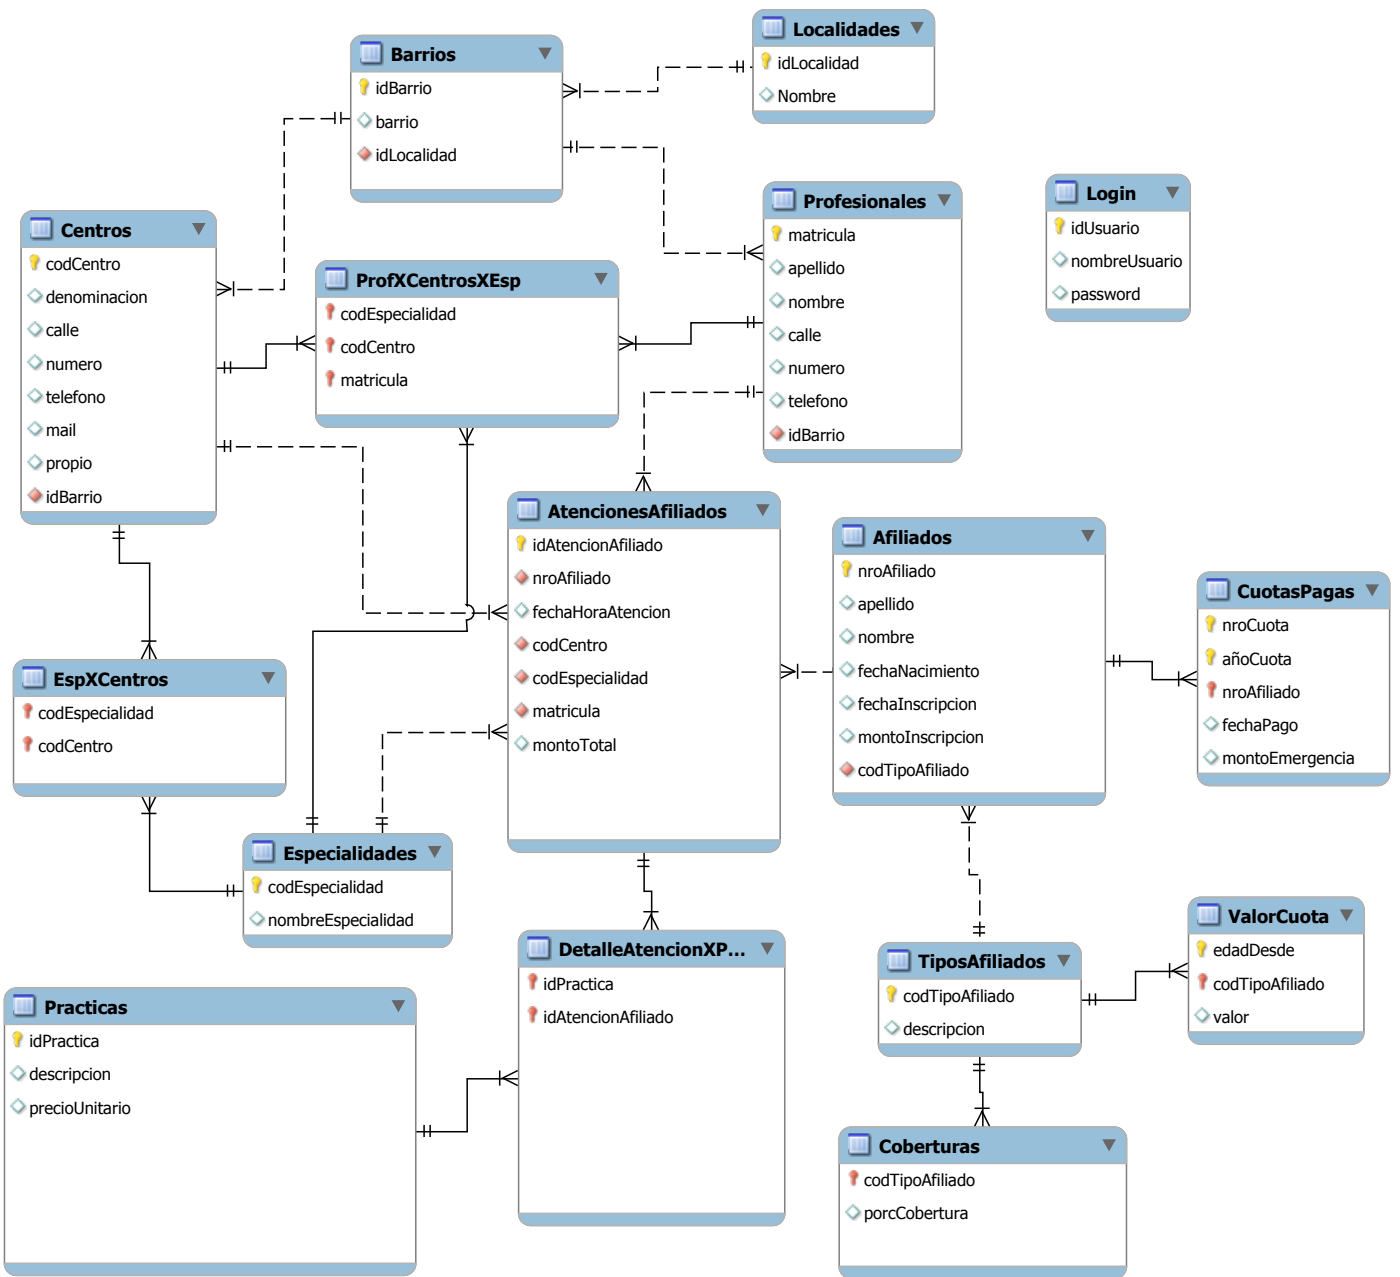 Localidades
idLocalidad
Nombre
Barrios
idBarrio
barrio
idLocalidad
Login
idUsuario
nombreUsuario
password
Profesionales
matricula
apellido
nombre
calle
numero
telefono
idBarrio
Centros
codCentro
denominacion
calle
numero
telefono
mail
propio
idBarrio
ProfXCentrosXEsp
codEspecialidad
codCentro
matricula
AtencionesAfiliados
idAtencionAfiliado
nroAfiliado
fechaHoraAtencion
codCentro
codEspecialidad
matricula
montoTotal
Afiliados
nroAfiliado
apellido
nombre
fechaNacimiento
fechaInscripcion
montoInscripcion
codTipoAfiliado
CuotasPagas
nroCuota
añoCuota
nroAfiliado
fechaPago
montoEmergencia
EspXCentros
codEspecialidad
codCentro
Especialidades
codEspecialidad
nombreEspecialidad
ValorCuota
edadDesde
codTipoAfiliado
valor
DetalleAtencionXP...
idPractica
idAtencionAfiliado
TiposAfiliados
codTipoAfiliado
descripcion
Practicas
idPractica
descripcion
precioUnitario
Coberturas
codTipoAfiliado
porcCobertura